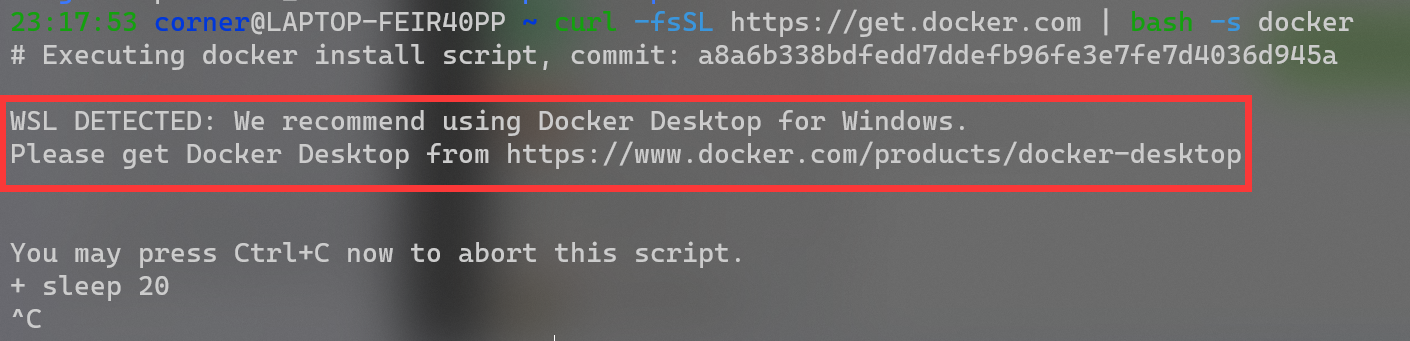 23:17:53 corner@LAPTOP-FEIR40PP ~ curl -fsSL https://get.docker.com | bash -s docker
# Executing docker install script, commit: a8a6b338bdfedd7ddefb96fe3e7fe7d4036d945a
WSL DETECTED: We recommend using Docker Desktop for Windows.
Please get Docker Desktop from https://www.docker.com/products/docker-desktop
You may press Ctrl+C now to abort this script.
+ sleep 20
^C